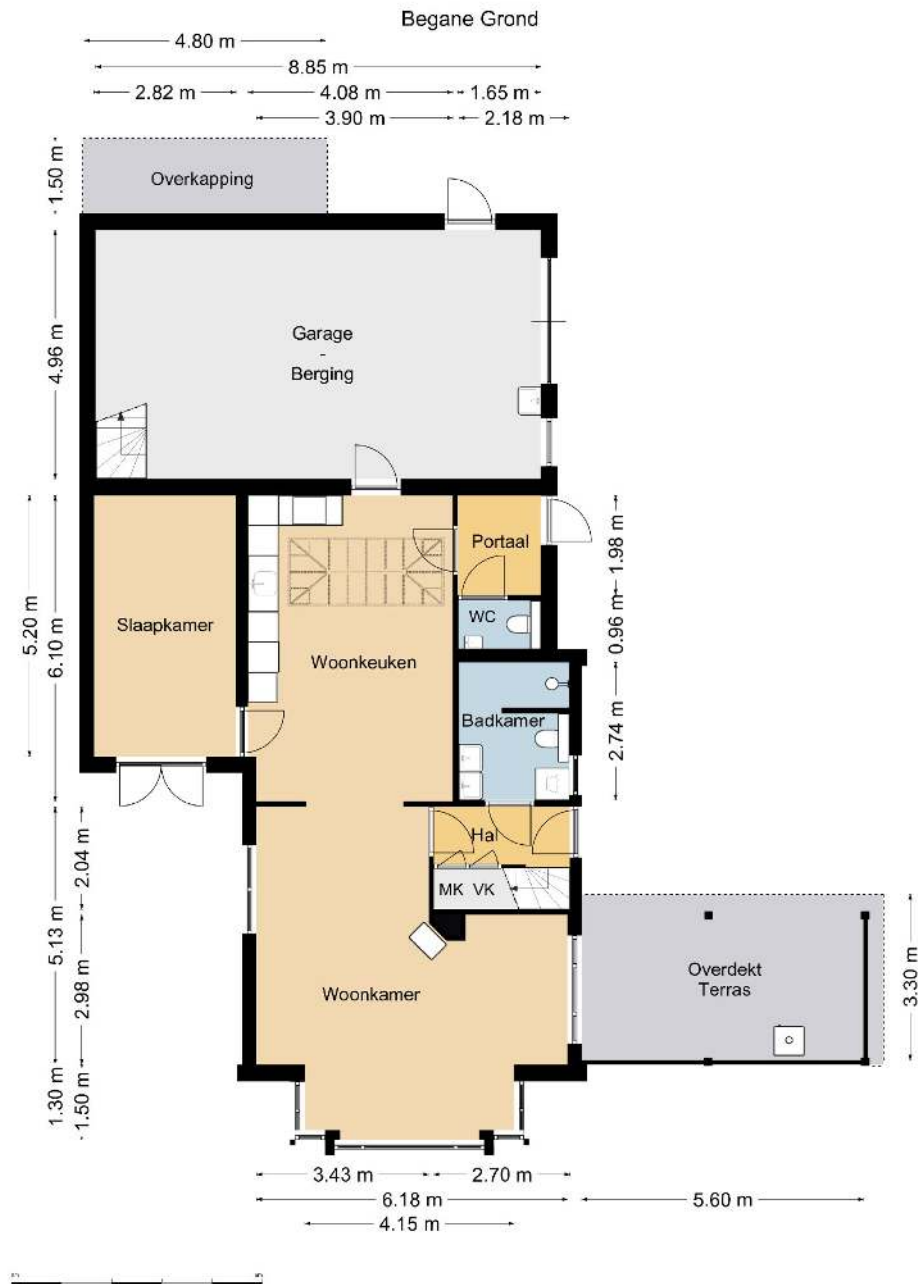 Begane Grond
4.80 m
8.85 m
2.82 m
4.08 m
1.65 m
3.90 m
2.18 m
1.50 m
Overkapping
4.96 m
Garage
-
Berging
5.20 m
6.10 m
Slaapkamer
Woonkeuken
Portaal
WC
Badkamer
1.98 m
0.96 m
2.74 m
Hal
MK
VK
5.13 m
2.04 m
2.98 m
Woonkamer
Overdekt
Terras
3.30 m
1.30 m
1.50 m
3.43 m
2.70 m
6.18 m
5.60 m
4.15 m